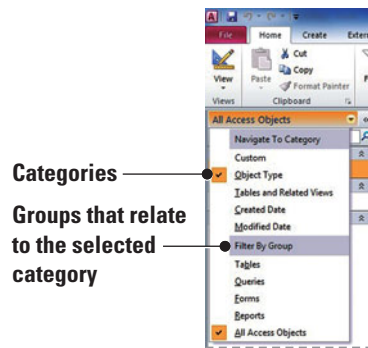 File Home Create Exter
View Paste Cut
Copy
Format Painter
Views Clipboard
All Access Objects
Navigate To Category
Custom
Categories
Object Type
Tables and Related Views
Created Date
Modified Date
Groups that relate
to the selected
category
Filter By Group
Tables
Queries
Forms
Reports
All Access Objects